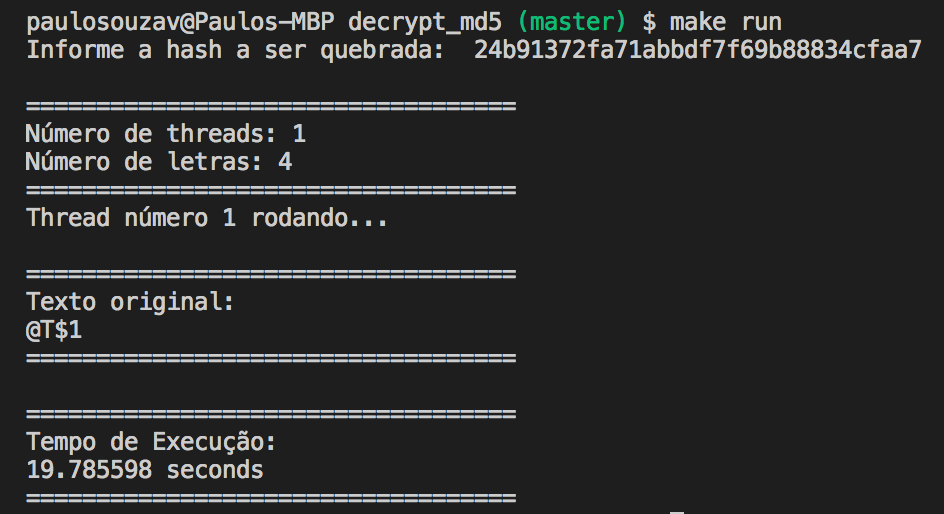 paulosouzav@Paulos-MBP decrypt_md5 (master) $ make run
Informe a hash a ser quebrada:  24b91372fa71abbdf7f69b88834cfaa7
===================================
Número de threads: 1
Número de letras: 4
===================================
Thread número 1 rodando...
===================================
Texto original:
@T$1
===================================
===================================
Tempo de Execução:
19.785598 seconds
===================================